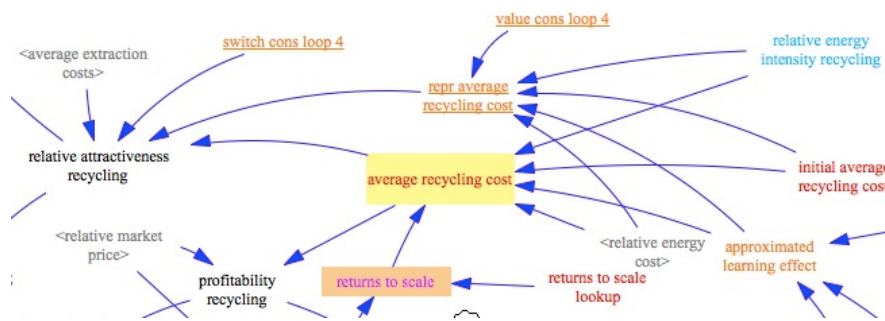 value cons loop 4
<average extraction
costs>
switch cons loop 4
relative energy
intensity recycling
repr average
recycling cost
relative attractiveness
recycling
average recycling cost
initial average
recycling cost
<relative market
price>
<relative energy
cost>
approximated
learning effect
profitability
recycling
returns to scale
returns to scale
lookup